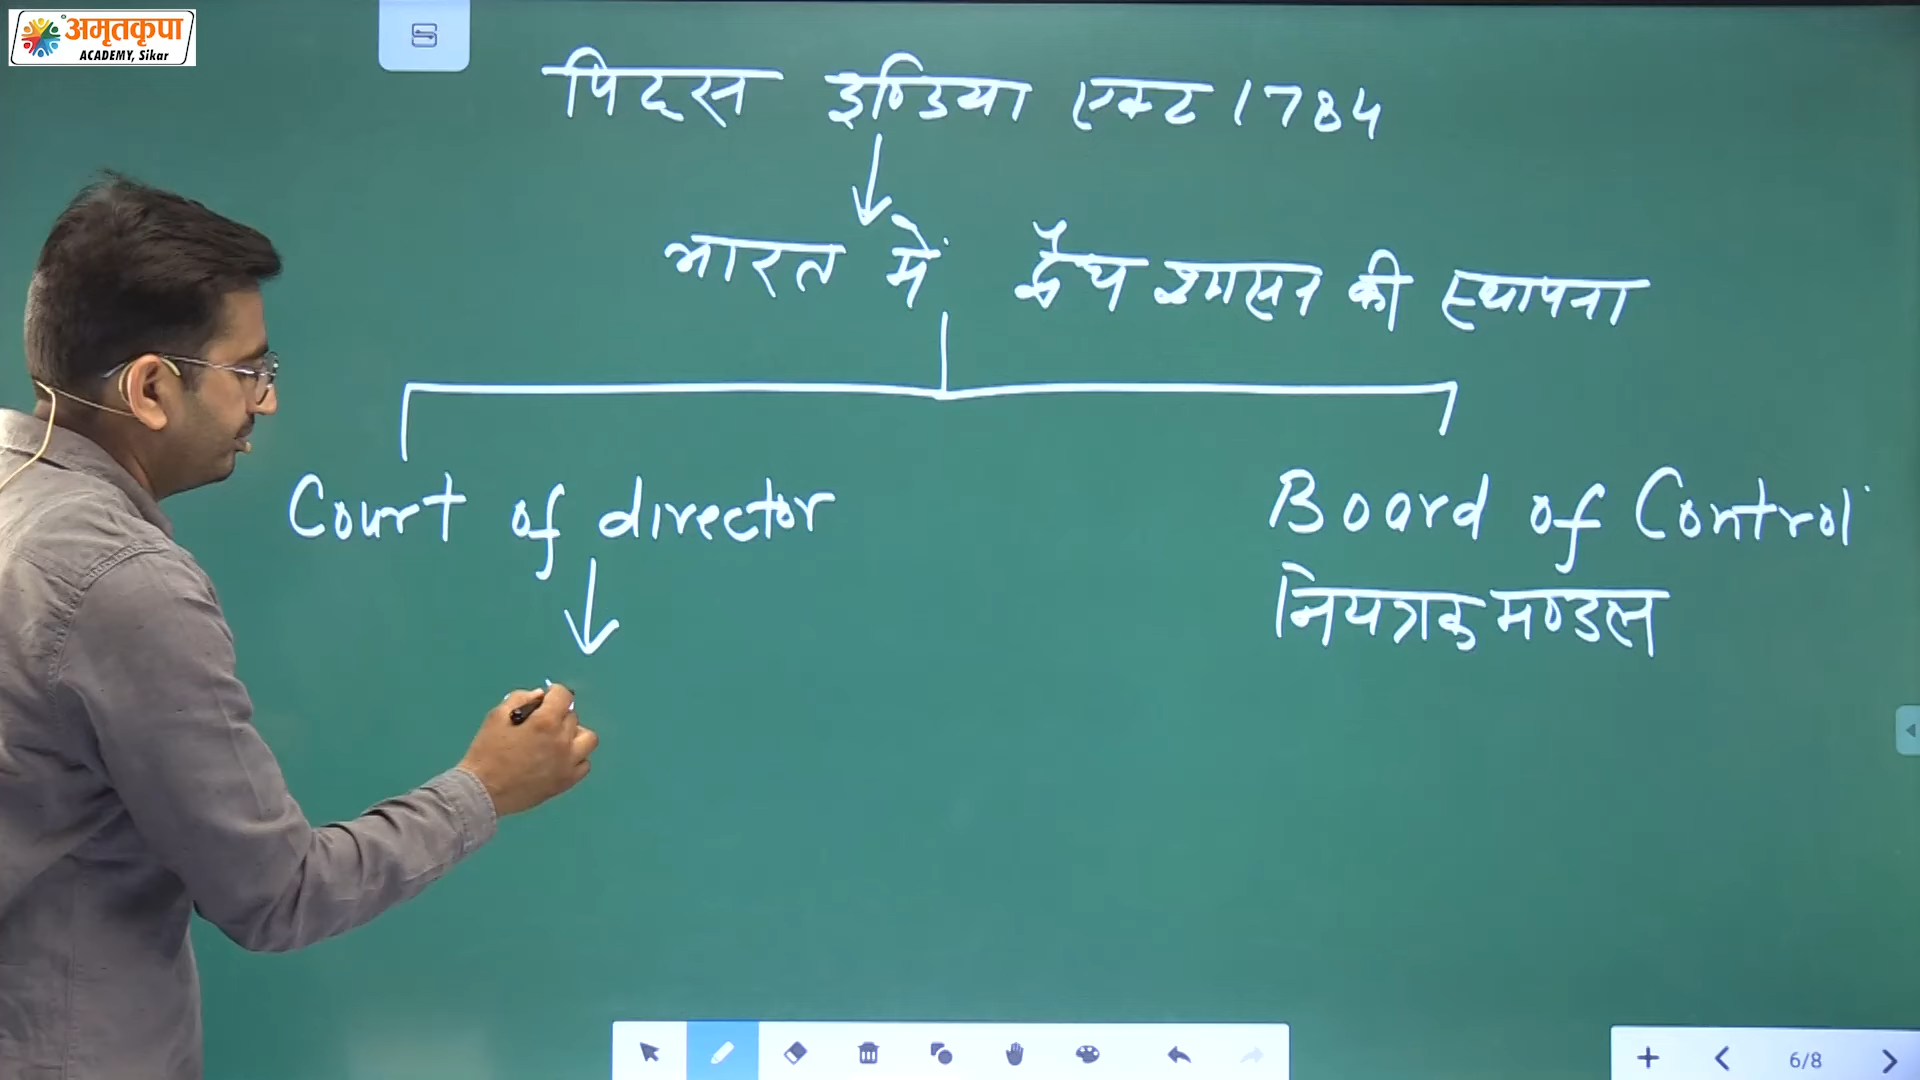 अमृतकृपा
ACADEMY, Sikar
पिट्स इण्डिया एक्ट 1784
भारत में द्वैध शासन की स्थापना
Court of director
Board of Control
नियत्रक मण्डल
6/8